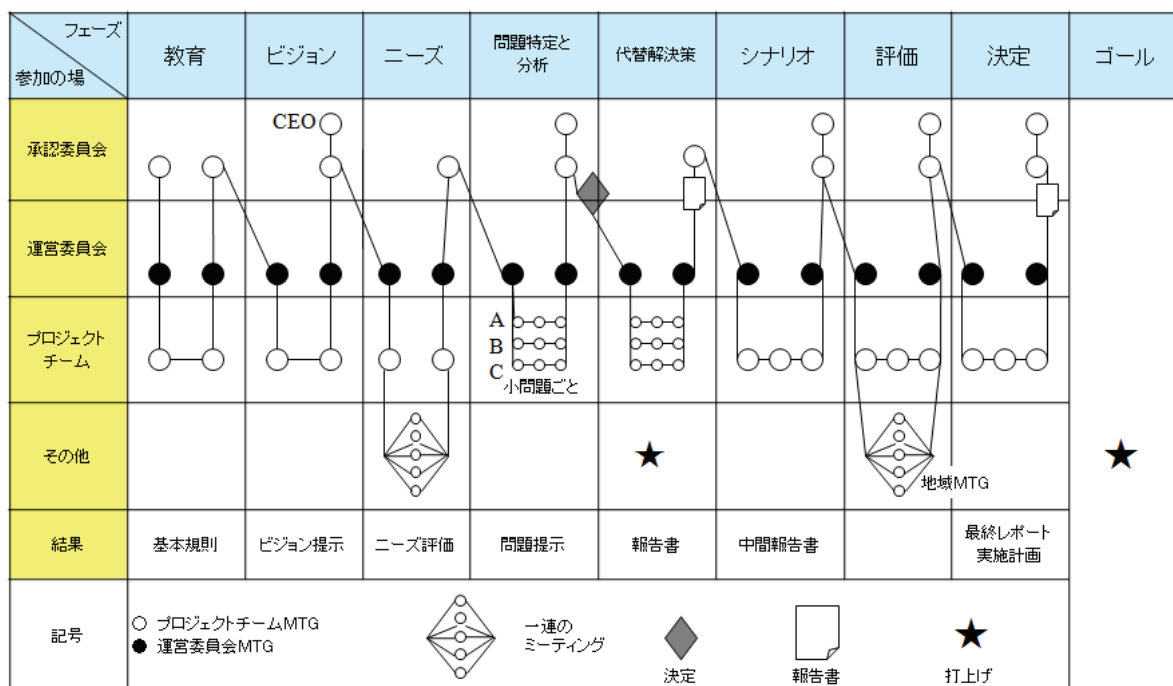 フェーズ
参加の場
教育
ビジョン
ニーズ
問題特定と
分析
代替解決策
シナリオ
評価
決定
ゴール
承認委員会
CEO
運営委員会
プロジェクト
チーム
A
B
C
小問題ごと
その他
地域MTG
結果
基本規則
ビジョン提示
ニーズ評価
問題提示
報告書
中間報告書
最終レポート
実施計画
記号
プロジェクトチームMTG
運営委員会MTG
一連の
ミーティング
決定
報告書
打上げ